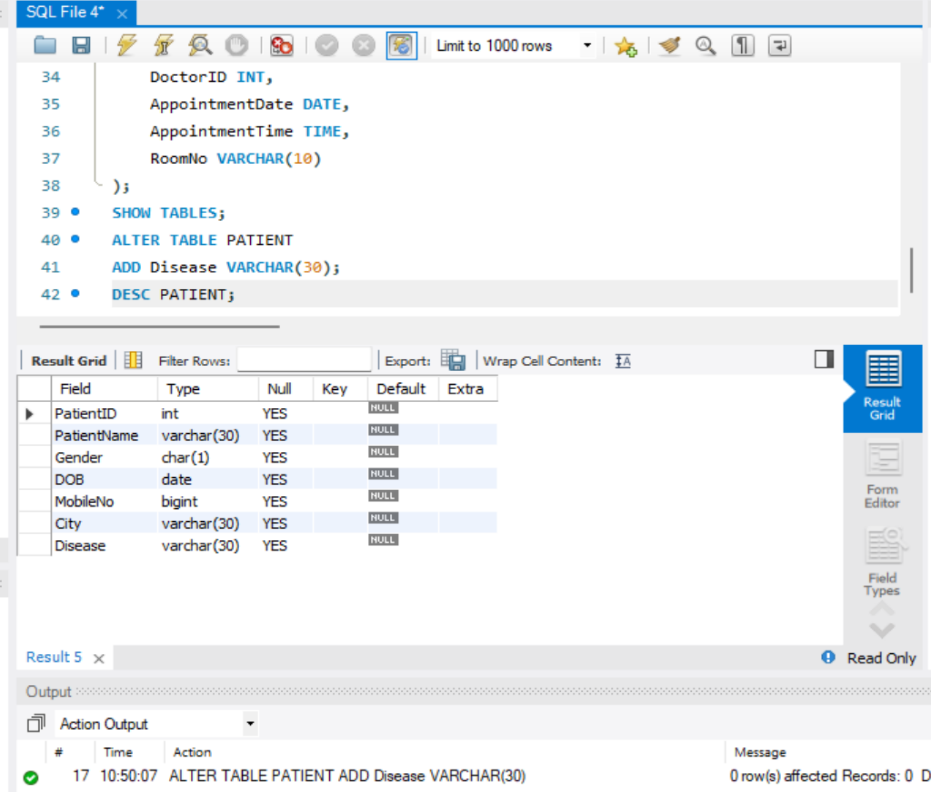 SQL File 4*
Limit to 1000 rows
34 DoctorID INT,
35 AppointmentDate DATE,
36 AppointmentTime TIME,
37 RoomNo VARCHAR(10)
38 );
39 SHOW TABLES;
40 ALTER TABLE PATIENT
41 ADD Disease VARCHAR(30);
42 DESC PATIENT;
Result Grid Filter Rows: Export: Wrap Cell Content: IA
Field Type Null Key Default Extra
PatientID int YES NULL
PatientName varchar(30) YES NULL
Gender char(1) YES NULL
DOB date YES NULL
MobileNo bigint YES NULL
City varchar(30) YES NULL
Disease varchar(30) YES NULL
Result
Grid
Form
Editor
Field
Types
Result 5
Read Only
Output
Action Output
# Time Action Message
17 10:50:07 ALTER TABLE PATIENT ADD Disease VARCHAR(30) 0 row(s) affected Records: 0 D